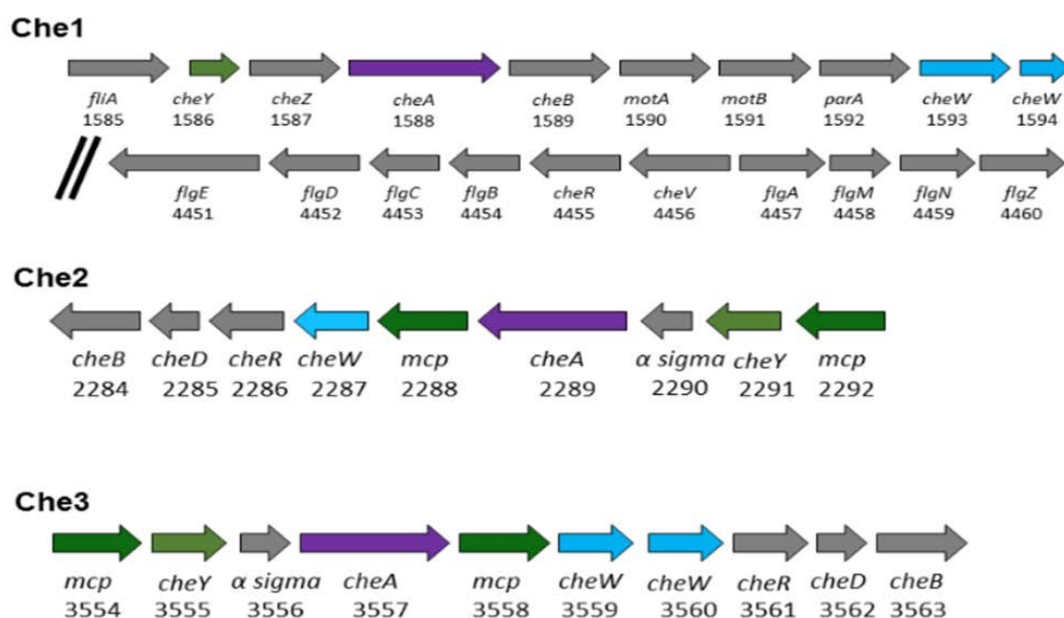 Che1
fliA cheY cheZ cheA cheB motA motB parA cheW cheW
1585 1586 1587 1588 1589 1590 1591 1592 1593 1594
flgE flgD flgC flgB cheR cheV flgA flgM flgN flgZ
4451 4452 4453 4454 4455 4456 4457 4458 4459 4460
Che2
cheB cheD cheR cheW mcp cheA α sigma cheY mcp
2284 2285 2286 2287 2288 2289 2290 2291 2292
Che3
mcp cheY α sigma cheA mcp cheW cheW cheR cheD cheB
3554 3555 3556 3557 3558 3559 3560 3561 3562 3563